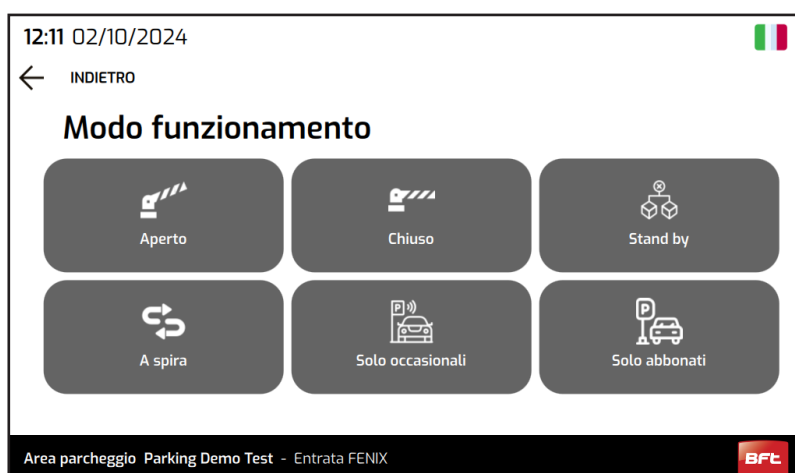 12:11 02/10/2024
INDIETRO
Modo funzionamento
Aperto
Chiuso
Stand by
P
P
A spira
Solo occasionali
Solo abbonati
Area parcheggio Parking Demo Test - Entrata FENIX
BFT